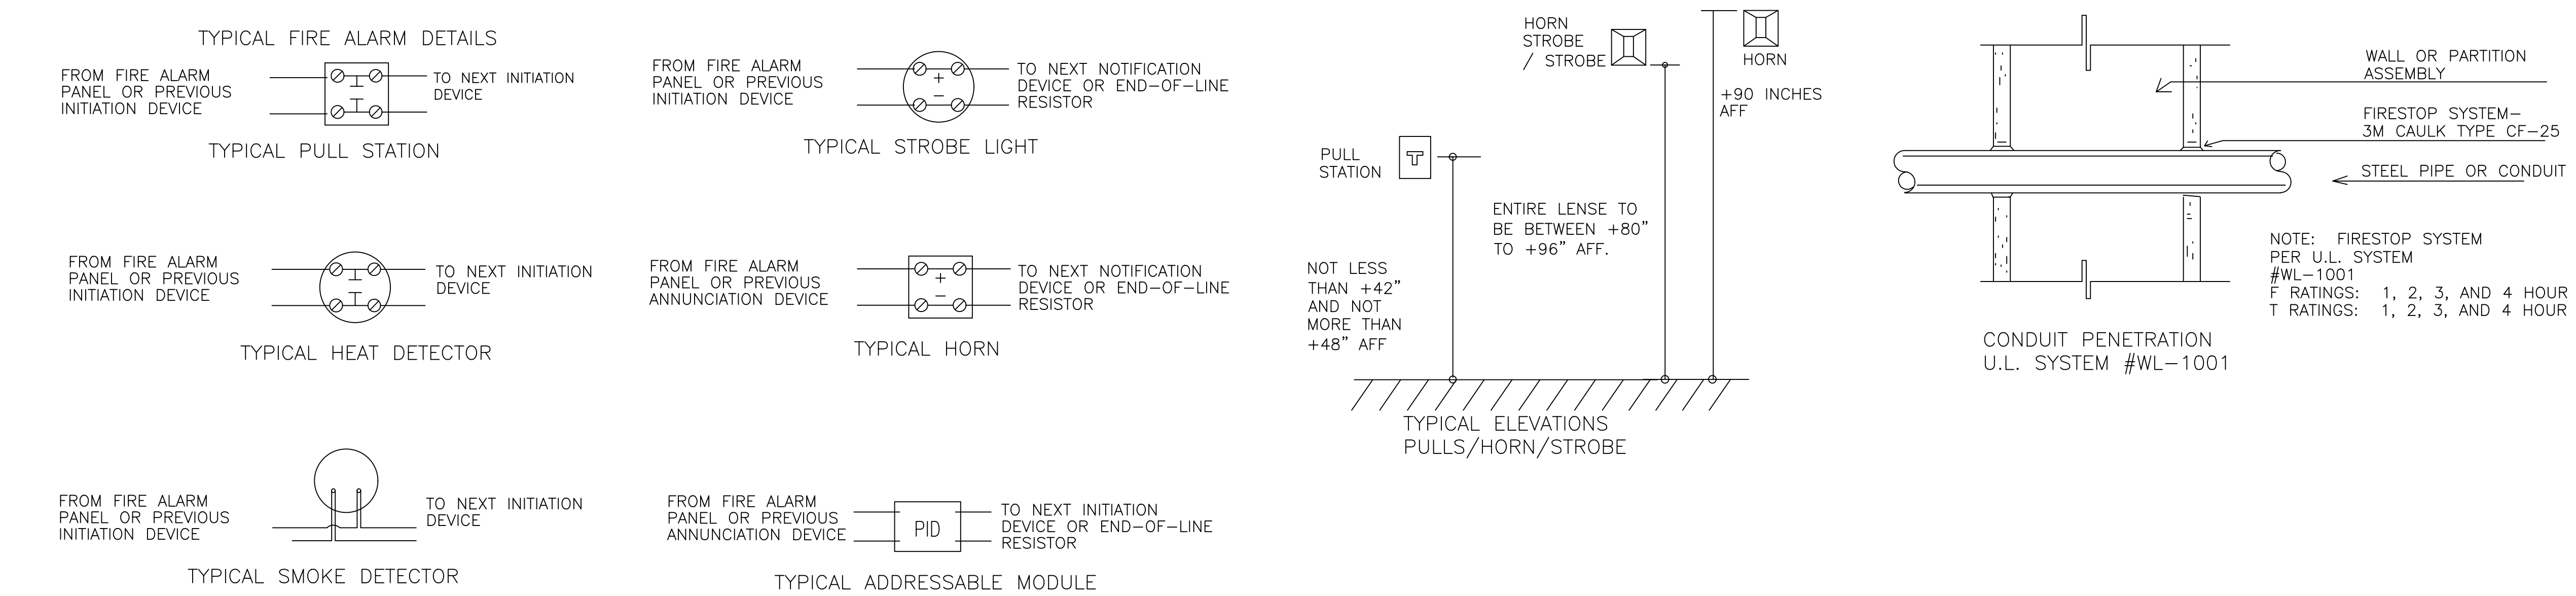 TYPICAL FIRE ALARM DETAILS
FROM FIRE ALARM
PANEL OR PREVIOUS
INITIATION DEVICE
TO NEXT INITIATION
DEVICE
TYPICAL PULL STATION
FROM FIRE ALARM
PANEL OR PREVIOUS
INITIATION DEVICE
TO NEXT INITIATION
DEVICE
TYPICAL HEAT DETECTOR
FROM FIRE ALARM
PANEL OR PREVIOUS
INITIATION DEVICE
TO NEXT INITIATION
DEVICE
TYPICAL SMOKE DETECTOR
FROM FIRE ALARM
PANEL OR PREVIOUS
INITIATION DEVICE
+
−
TO NEXT NOTIFICATION
DEVICE OR END-OF-LINE
RESISTOR
TYPICAL STROBE LIGHT
FROM FIRE ALARM
PANEL OR PREVIOUS
ANNUNCIATION DEVICE
+
−
TO NEXT NOTIFICATION
DEVICE OR END-OF-LINE
RESISTOR
TYPICAL HORN
FROM FIRE ALARM
PANEL OR PREVIOUS
ANNUNCIATION DEVICE
PID
TO NEXT INITIATION
DEVICE OR END-OF-LINE
RESISTOR
TYPICAL ADDRESSABLE MODULE
HORN
STROBE
/ STROBE
HORN
+90 INCHES
AFF
PULL
STATION
T
ENTIRE LENSE TO
BE BETWEEN +80"
TO +96" AFF.
NOT LESS
THAN +42"
AND NOT
MORE THAN
+48" AFF
TYPICAL ELEVATIONS
PULLS/HORN/STROBE
WALL OR PARTITION
ASSEMBLY
FIRESTOP SYSTEM-
3M CAULK TYPE CF-25
STEEL PIPE OR CONDUIT
NOTE: FIRESTOP SYSTEM
PER U.L. SYSTEM
#WL-1001
F RATINGS: 1, 2, 3, AND 4 HOUR
T RATINGS: 1, 2, 3, AND 4 HOUR
CONDUIT PENETRATION
U.L. SYSTEM #WL-1001